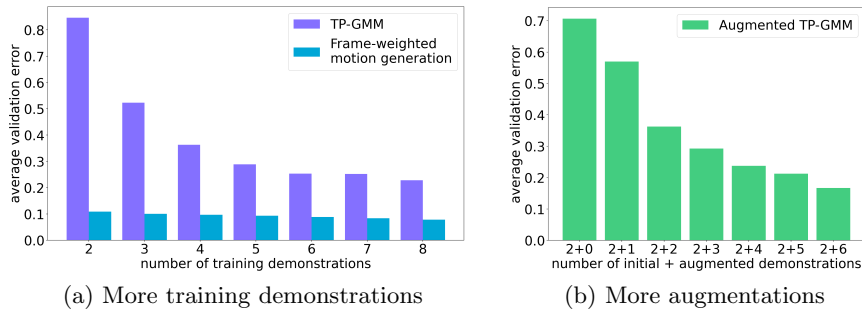 0.8
0.7
0.6
0.5
0.4
0.3
0.2
0.1
0.0
average validation error
TP-GMM
Frame-weighted
motion generation
2 3 4 5 6 7 8
number of training demonstrations
(a) More training demonstrations
0.7
0.6
0.5
0.4
0.3
0.2
0.1
0.0
average validation error
Augmented TP-GMM
2+0 2+1 2+2 2+3 2+4 2+5 2+6
number of initial + augmented demonstrations
(b) More augmentations